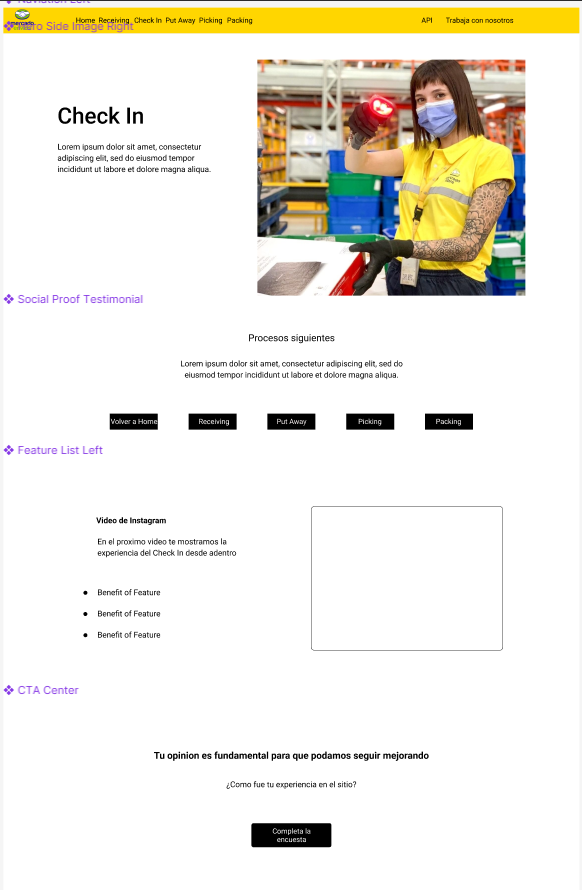 Naviation Left
mercado
Home Receiving Check In Put Away Picking Packing
API Trabaja con nosotros
Hero Side Image Right
Check In
Lorem ipsum dolor sit amet, consectetur
adipiscing elit, sed do eiusmod tempor
incididunt ut labore et dolore magna aliqua.
Social Proof Testimonial
Procesos siguientes
Lorem ipsum dolor sit amet, consectetur adipiscing elit, sed do
eiusmod tempor incididunt ut labore et dolore magna aliqua.
Volver a Home
Receiving
Put Away
Picking
Packing
Feature List Left
Video de Instagram
En el proximo video te mostramos la
experiencia del Check In desde adentro
Benefit of Feature
Benefit of Feature
Benefit of Feature
CTA Center
Tu opinion es fundamental para que podamos seguir mejorando
¿Como fue tu experiencia en el sitio?
Completa la
encuesta